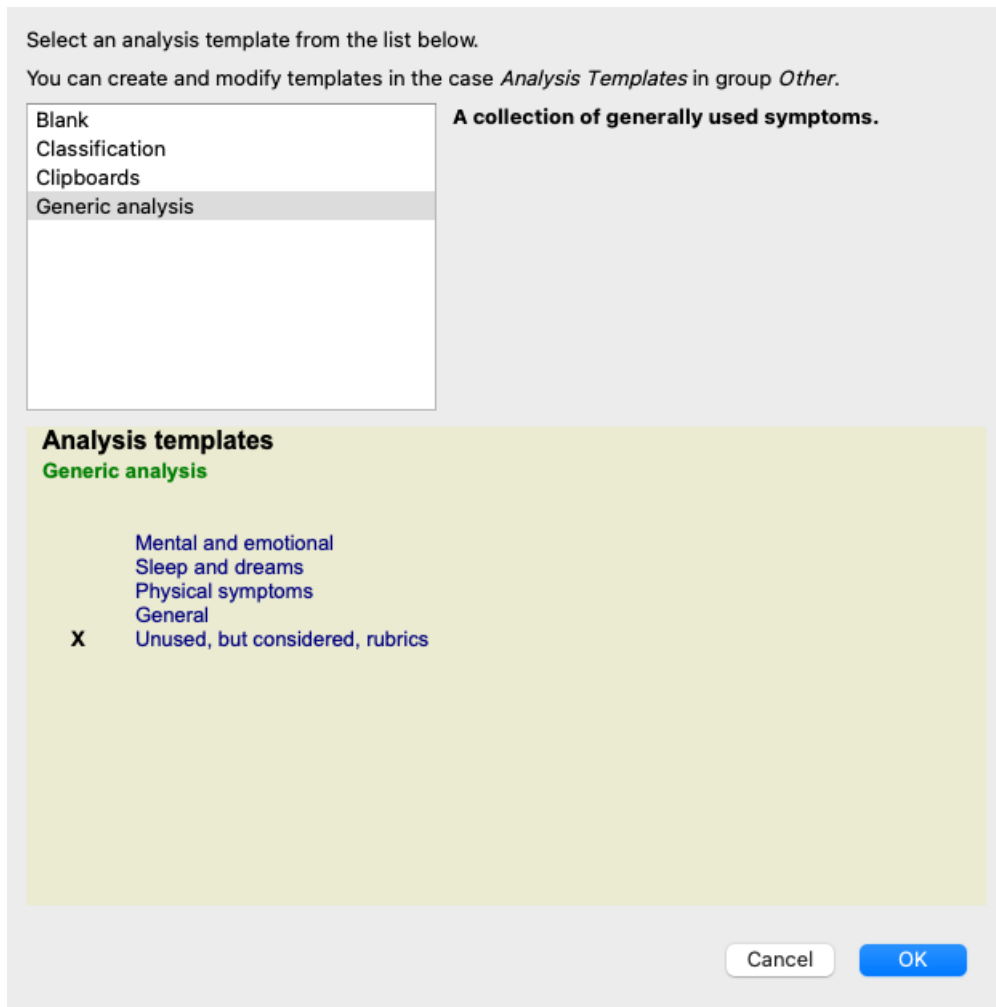 Select an analysis template from the list below.
You can create and modify templates in the case Analysis Templates in group Other.
Blank
Classification
Clipboards
Generic analysis
A collection of generally used symptoms.
Analysis templates
Generic analysis
Mental and emotional
Sleep and dreams
Physical symptoms
General
X Unused, but considered, rubrics
Cancel OK